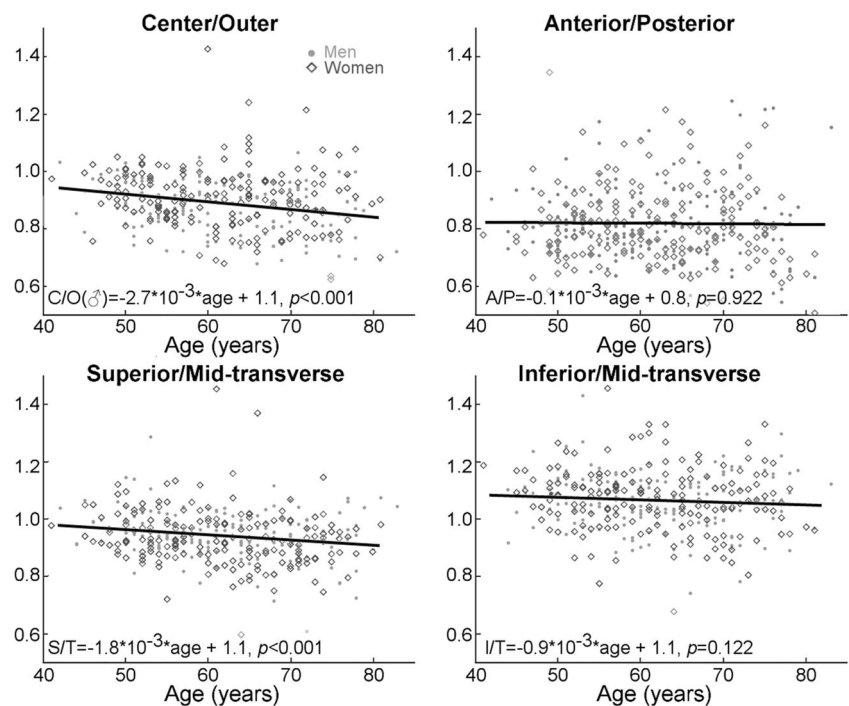 Center/Outer
Men
Women
1.4
1.2
1.0
0.8
0.6
C/O(♂)=-2.7*10⁻³*age + 1.1, p<0.001
40 50 60 70 80
Age (years)
Anterior/Posterior
1.4
1.2
1.0
0.8
0.6
A/P=-0.1*10⁻³*age + 0.8, p=0.922
40 50 60 70 80
Age (years)
Superior/Mid-transverse
1.4
1.2
1.0
0.8
0.6
S/T=-1.8*10⁻³*age + 1.1, p<0.001
40 50 60 70 80
Age (years)
Inferior/Mid-transverse
1.4
1.2
1.0
0.8
0.6
I/T=-0.9*10⁻³*age + 1.1, p=0.122
40 50 60 70 80
Age (years)